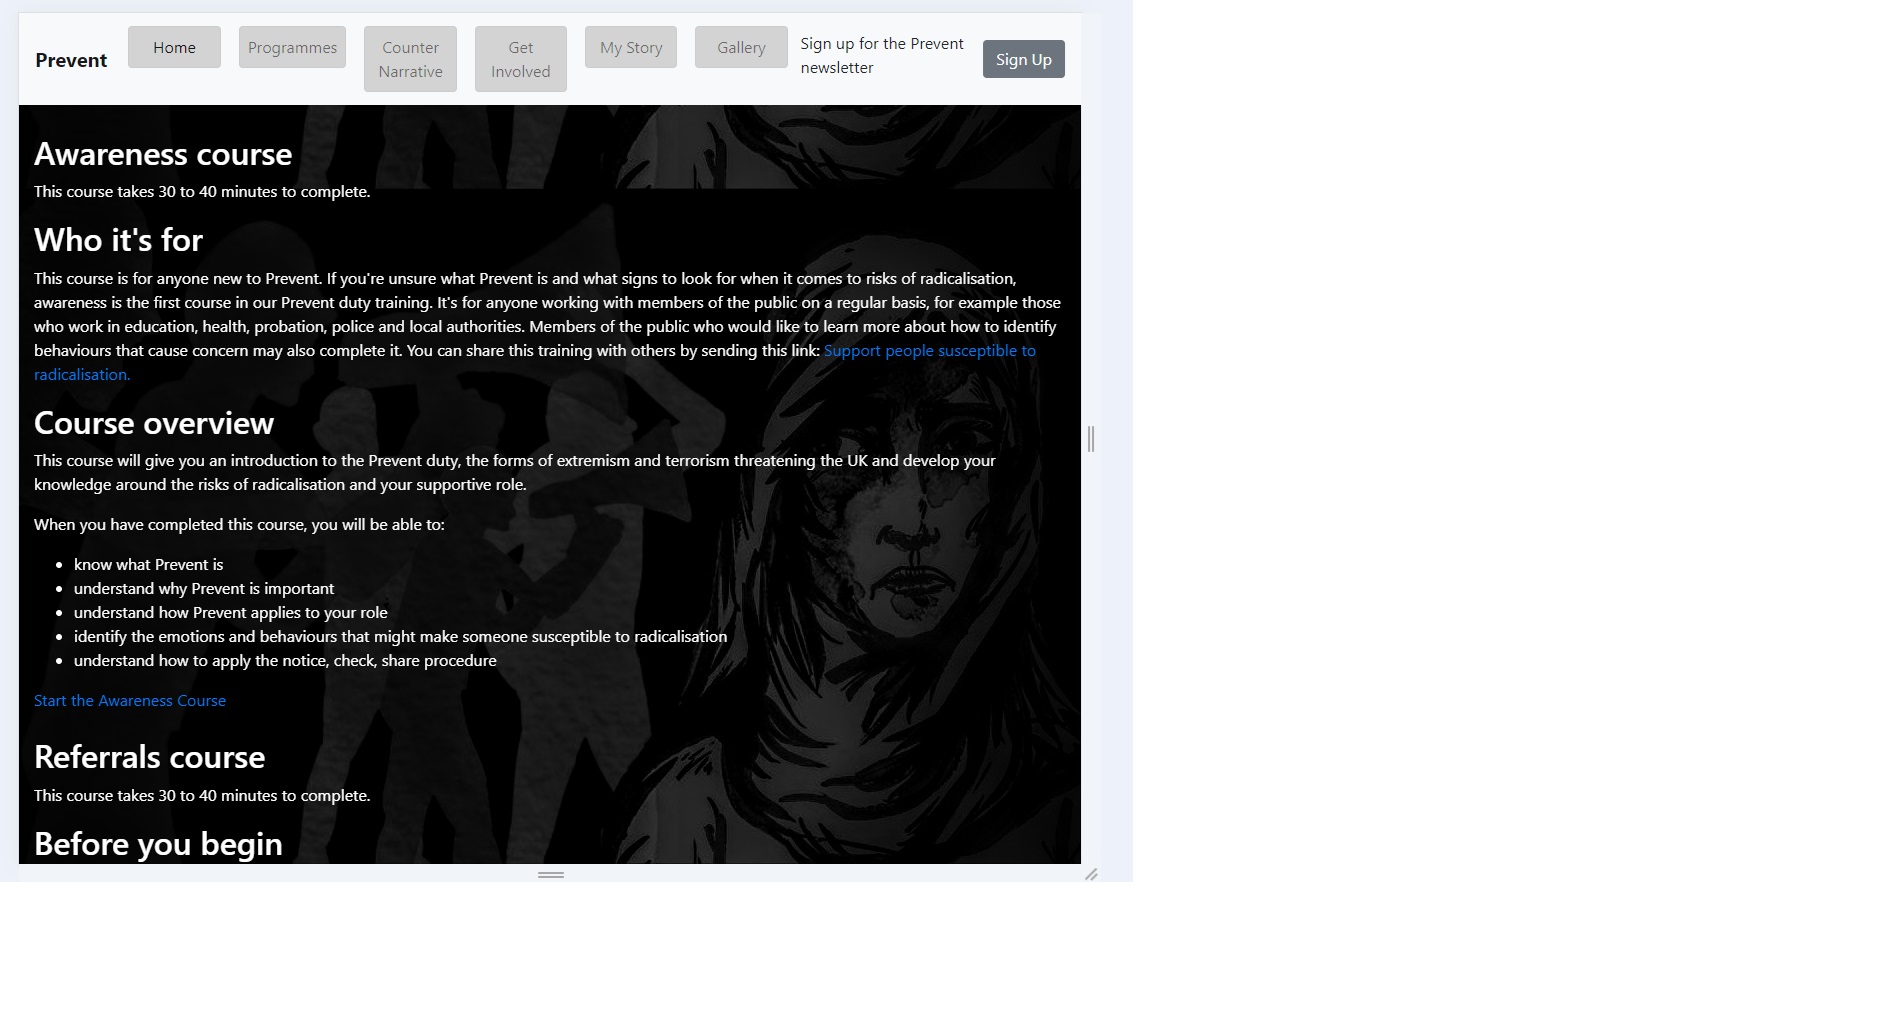 Prevent
Home
Programmes
Counter
Narrative
Get
Involved
My Story
Gallery
Sign up for the Prevent
newsletter
Sign Up
Awareness course
This course takes 30 to 40 minutes to complete.
Who it's for
This course is for anyone new to Prevent. If you're unsure what Prevent is and what signs to look for when it comes to risks of radicalisation,
awareness is the first course in our Prevent duty training. It's for anyone working with members of the public on a regular basis, for example those
who work in education, health, probation, police and local authorities. Members of the public who would like to learn more about how to identify
behaviours that cause concern may also complete it. You can share this training with others by sending this link: Support people susceptible to
radicalisation.
Course overview
This course will give you an introduction to the Prevent duty, the forms of extremism and terrorism threatening the UK and develop your
knowledge around the risks of radicalisation and your supportive role.
When you have completed this course, you will be able to:
• know what Prevent is
• understand why Prevent is important
• understand how Prevent applies to your role
• identify the emotions and behaviours that might make someone susceptible to radicalisation
• understand how to apply the notice, check, share procedure
Start the Awareness Course
Referrals course
This course takes 30 to 40 minutes to complete.
Before you begin